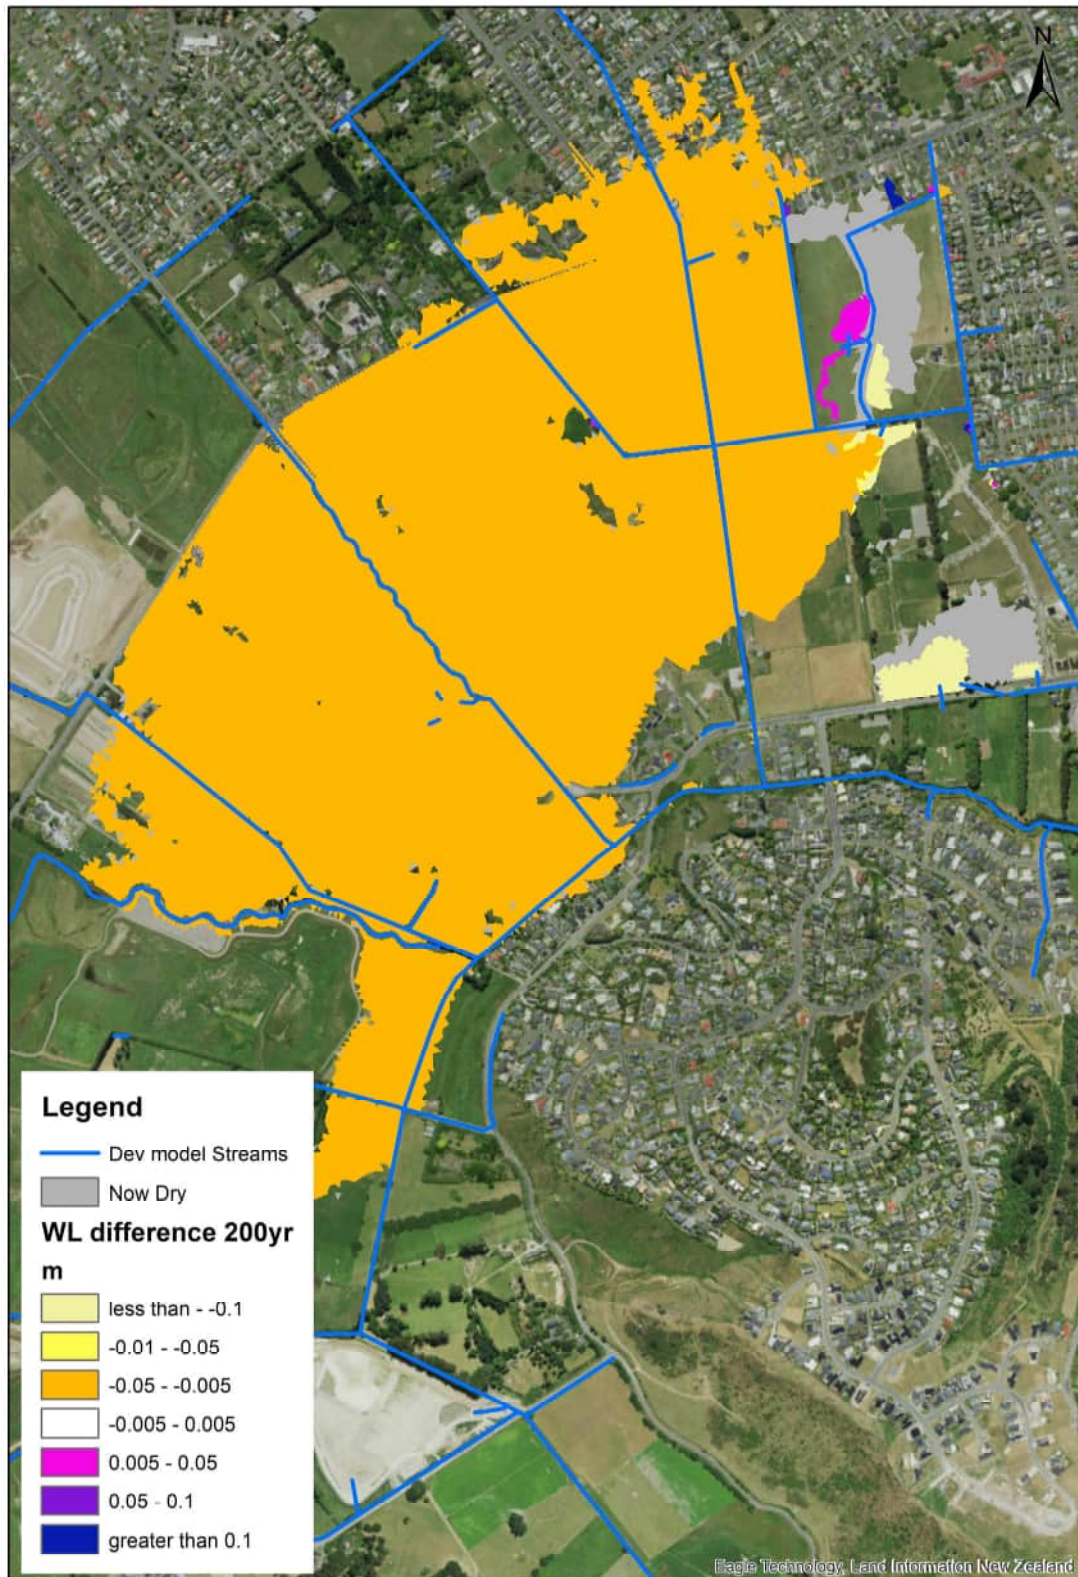 N
Legend
Dev model Streams
Now Dry
WL difference 200yr
m
less than - -0.1
-0.01 - -0.05
-0.05 - -0.005
-0.005 - 0.005
0.005 - 0.05
0.05 - 0.1
greater than 0.1
Eagle Technology, Land Information New Zealand